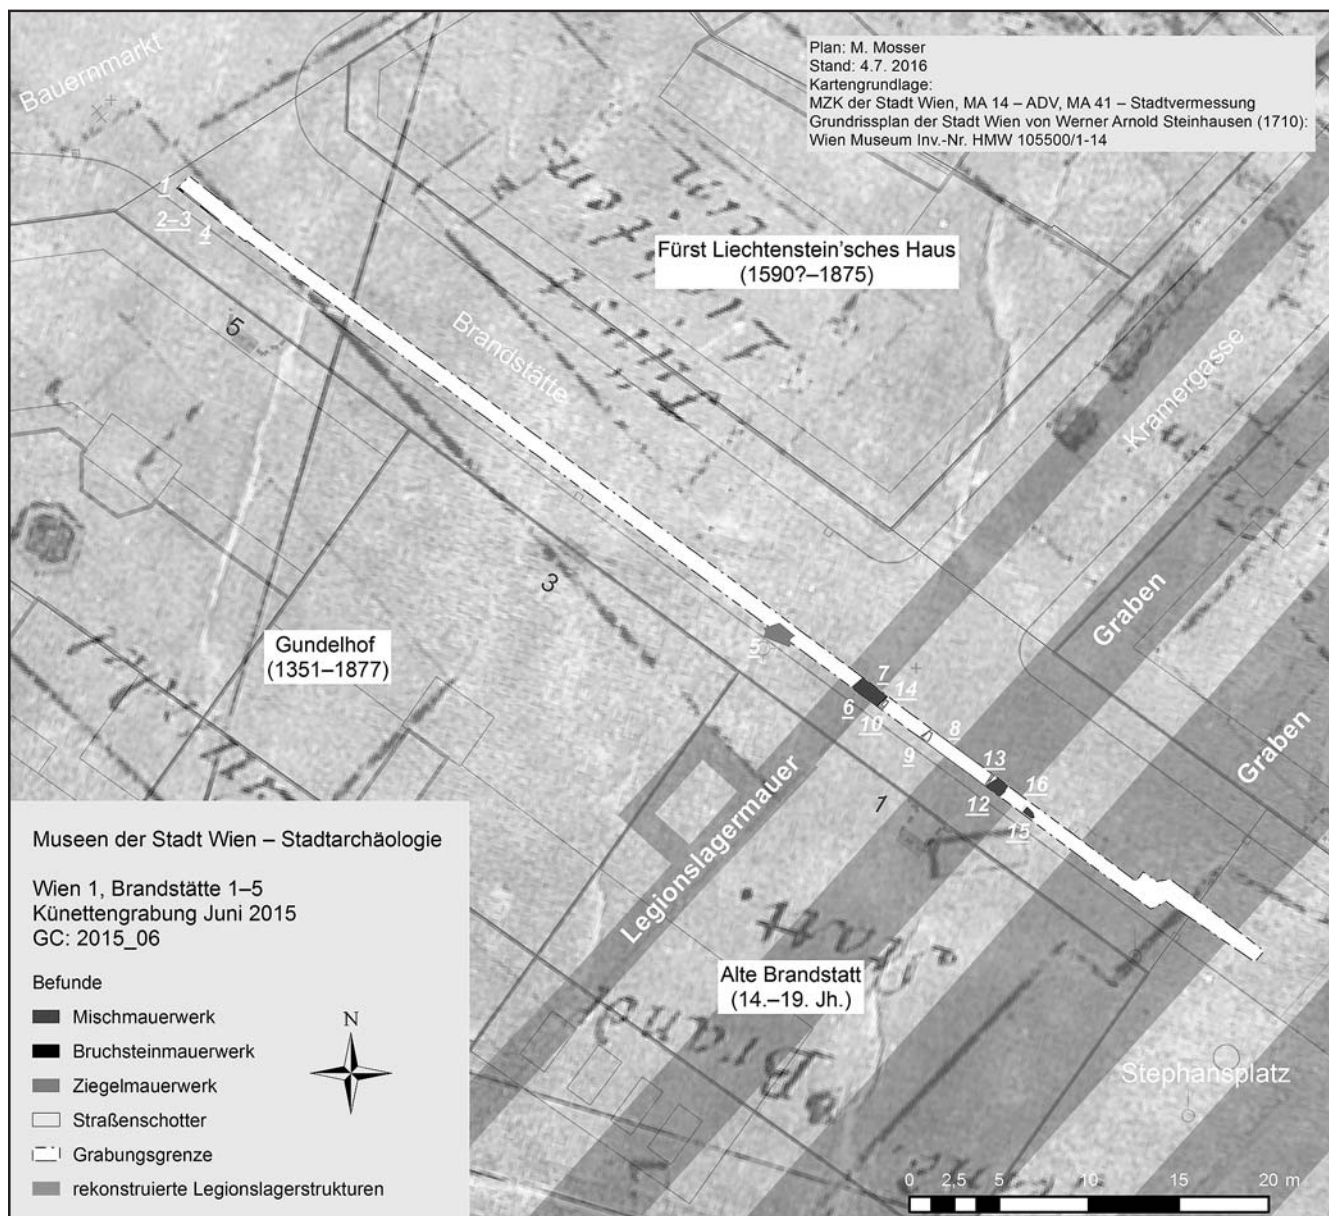 Bauernmarkt
Plan: M. Mosser
Stand: 4.7. 2016
Kartengrundlage:
MZK der Stadt Wien, MA 14 – ADV, MA 41 – Stadtvermessung
Grundrissplan der Stadt Wien von Werner Arnold Steinhausen (1710):
Wien Museum Inv.-Nr. HMW 105500/1-14
1
2–3
4
Fürst Liechtenstein'sches Haus
(1590?–1875)
5
Brandstätte
Kramergasse
3
Graben
Gundelhof
(1351–1877)
5
7
14
6
10
8
9
13
16
12
15
1
Graben
Legionslagermauer
Alte Brandstatt
(14.–19. Jh.)
Stephansplatz
Museen der Stadt Wien – Stadtarchäologie
Wien 1, Brandstätte 1–5
Künettengrabung Juni 2015
GC: 2015_06
Befunde
Mischmauerwerk
Bruchsteinmauerwerk
Ziegelmauerwerk
Straßenschotter
Grabungsgrenze
rekonstruierte Legionslagerstrukturen
N
0 2,5 5 10 15 20 m